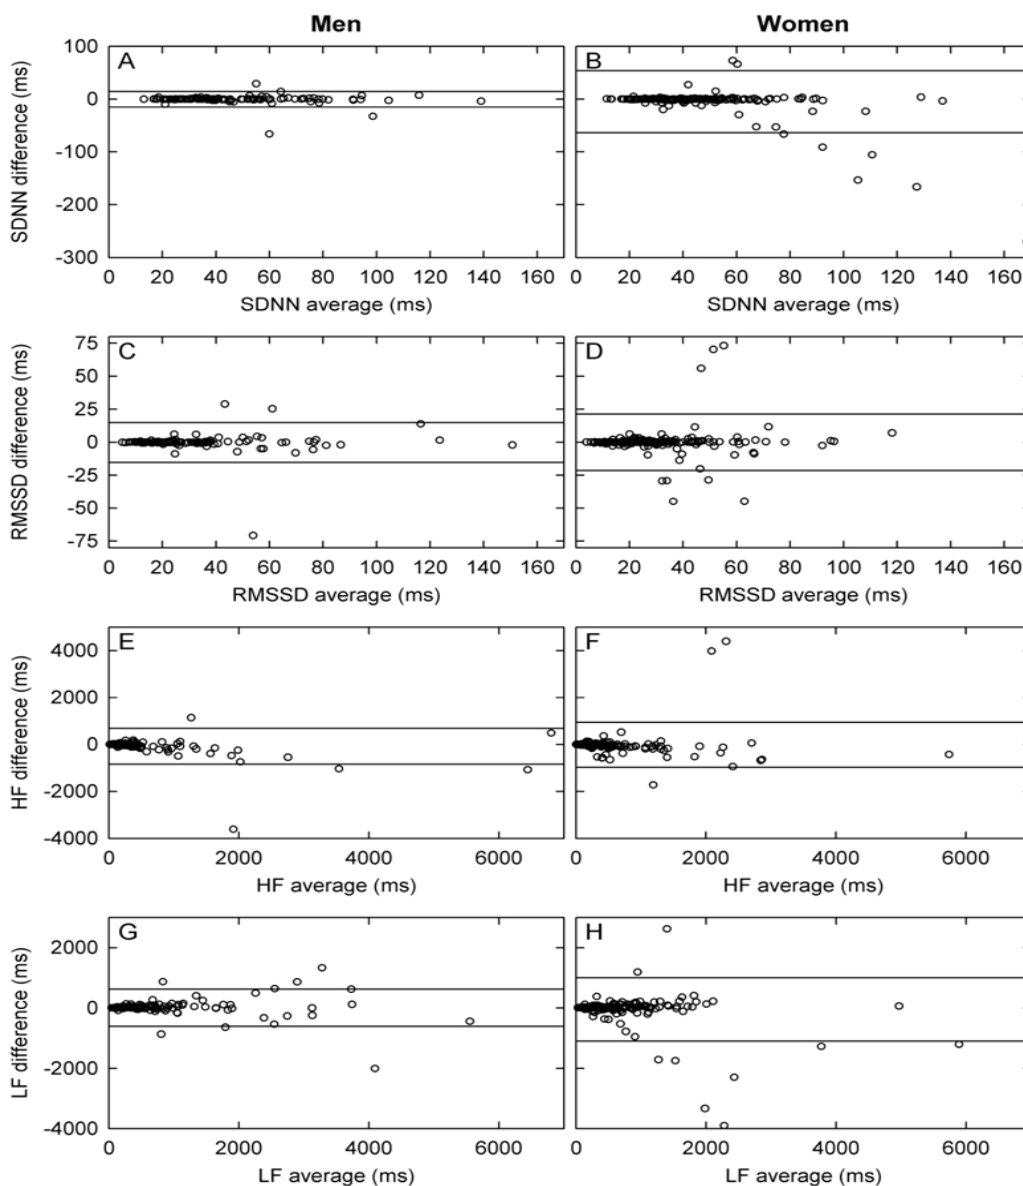 Men Women
A B
100
0
-100
-200
-300
SDNN difference (ms)
0 20 40 60 80 100 120 140 160 0 20 40 60 80 100 120 140 160
SDNN average (ms) SDNN average (ms)
C D
75
50
25
0
-25
-50
-75
RMSSD difference (ms)
0 20 40 60 80 100 120 140 160 0 20 40 60 80 100 120 140 160
RMSSD average (ms) RMSSD average (ms)
E F
4000
2000
0
-2000
-4000
HF difference (ms)
0 2000 4000 6000 0 2000 4000 6000
HF average (ms) HF average (ms)
G H
2000
0
-2000
-4000
LF difference (ms)
0 2000 4000 6000 0 2000 4000 6000
LF average (ms) LF average (ms)